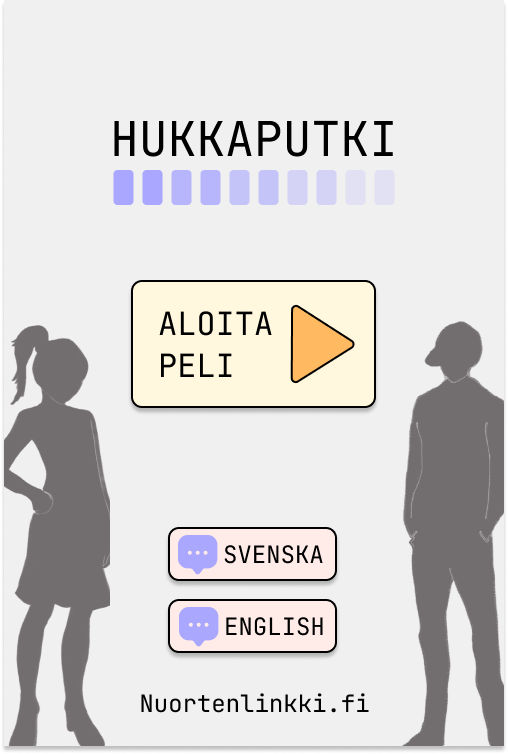 HUKKAPUTKI
ALOITA
PELI
SVENSKA
ENGLISH
Nuortenlinkki.fi